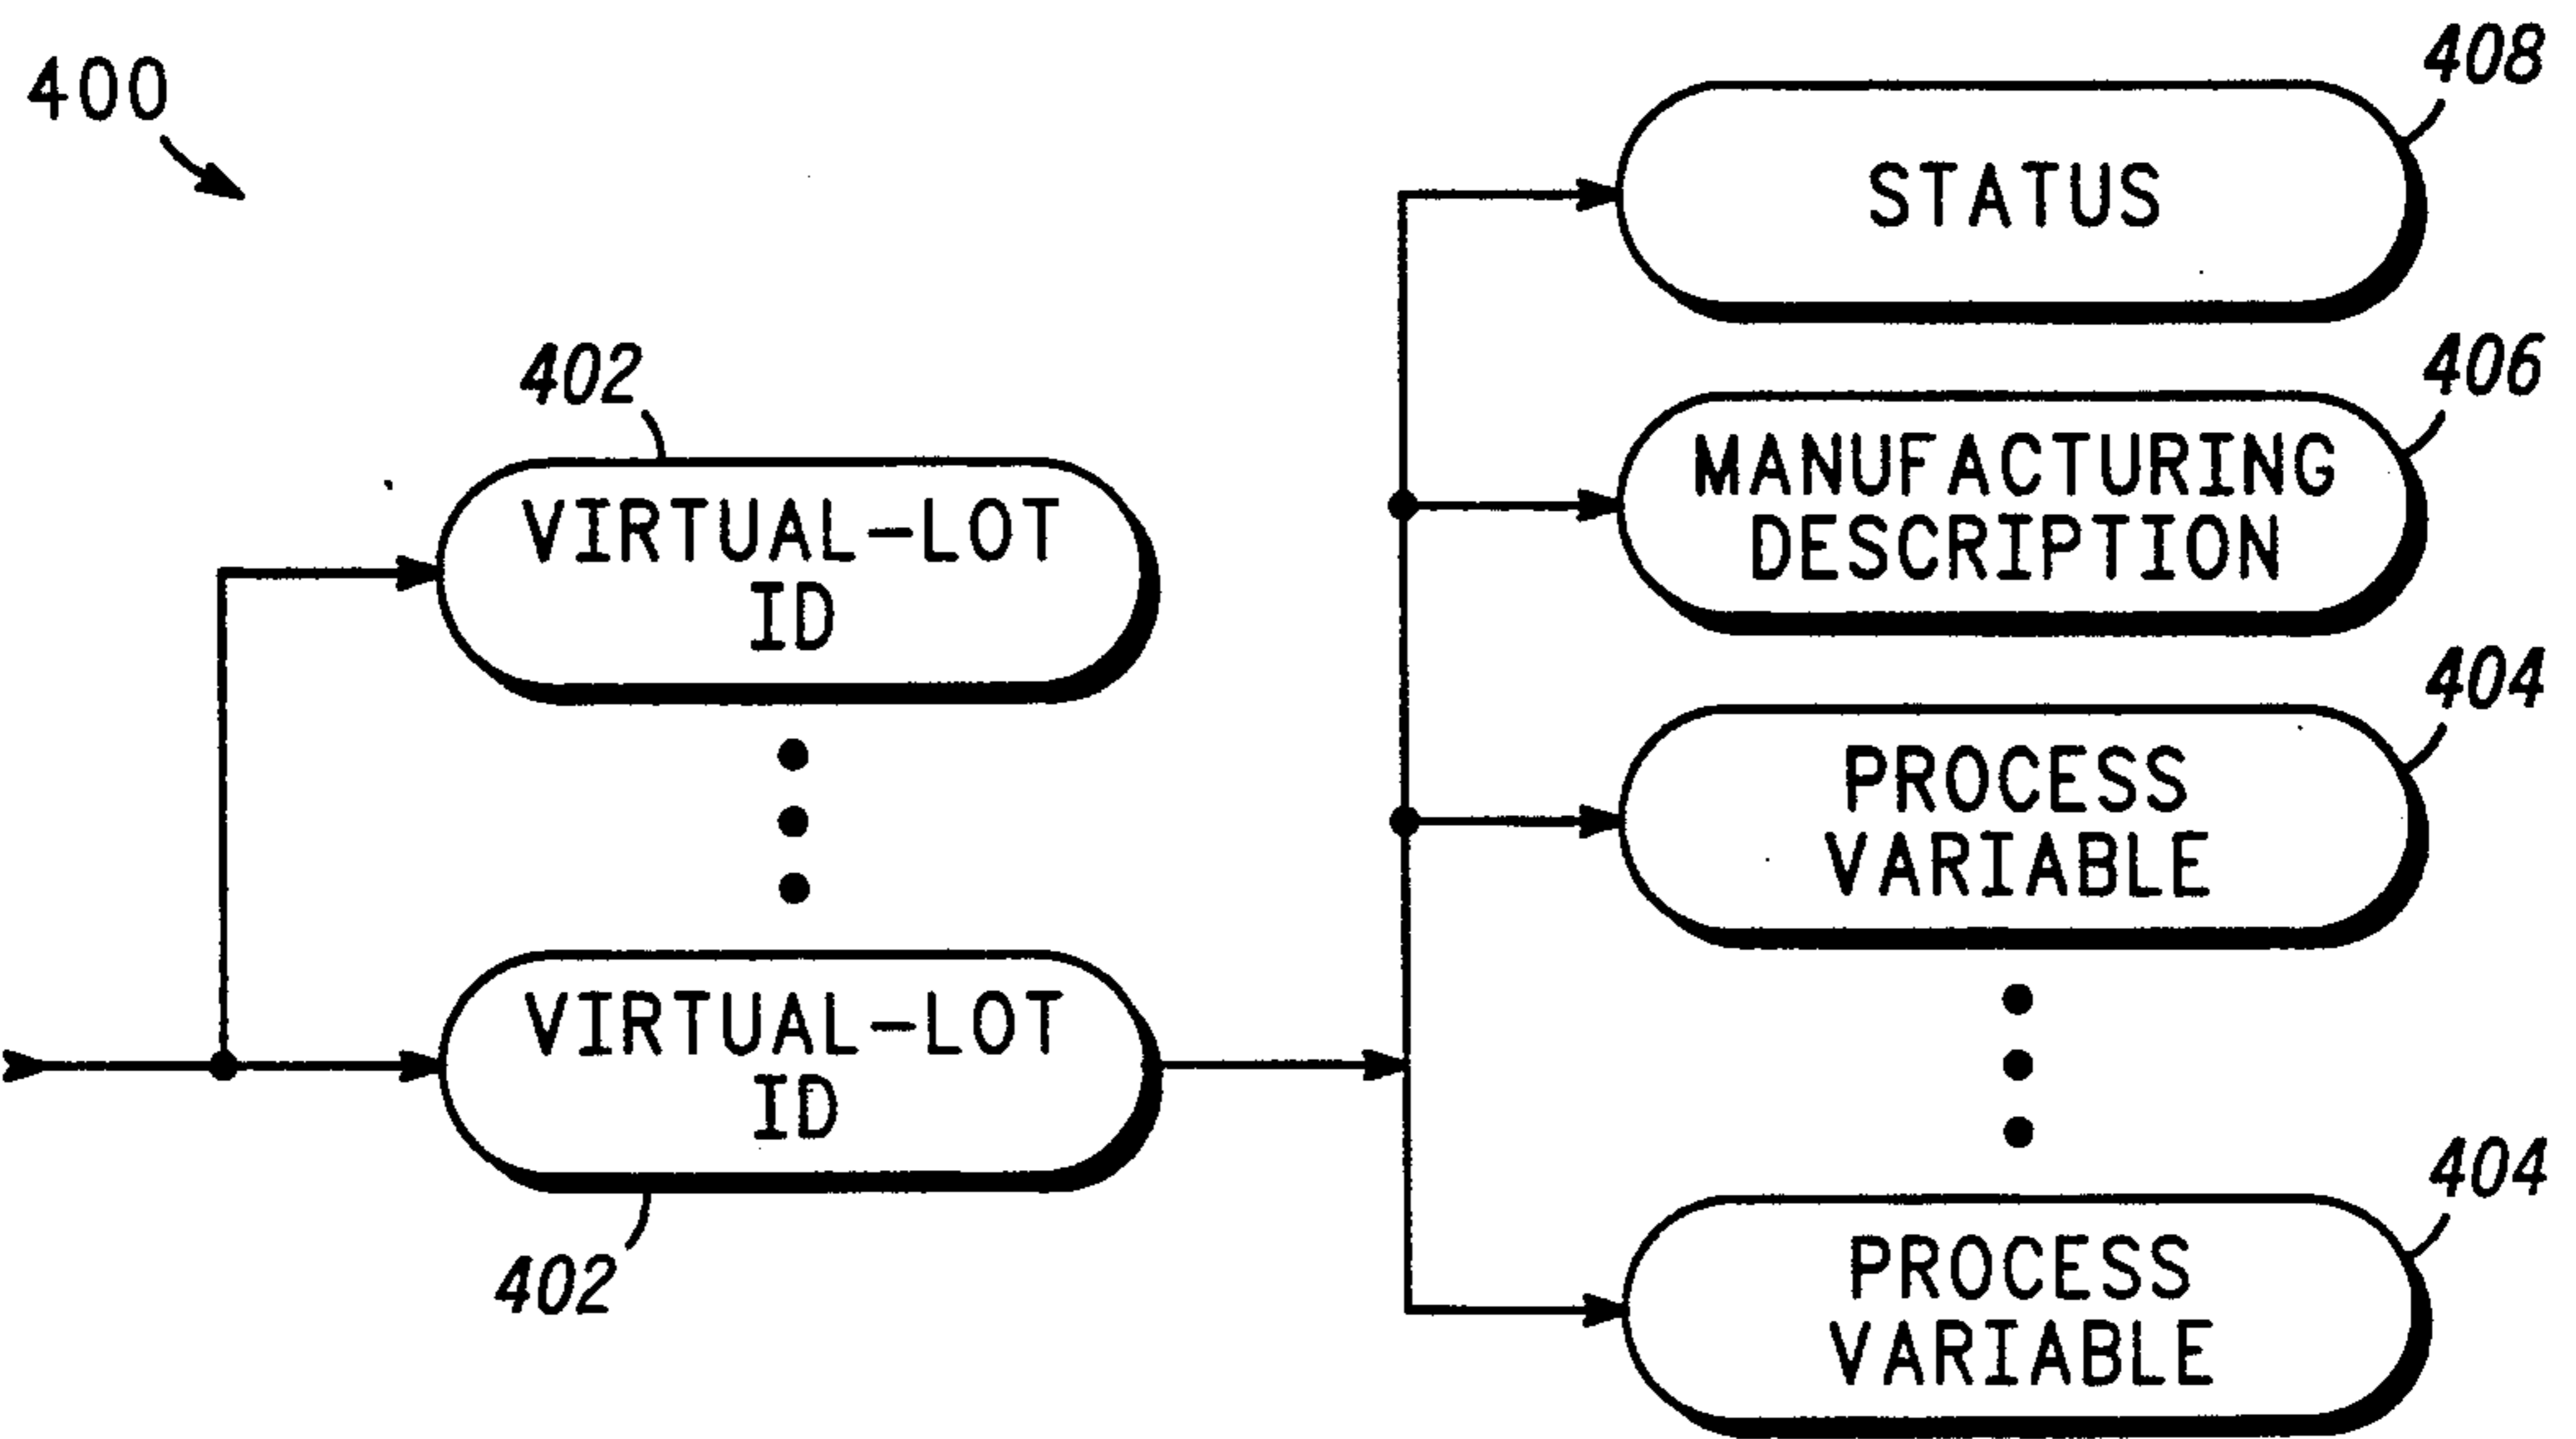 400
408
STATUS
406
MANUFACTURING
DESCRIPTION
402
VIRTUAL-LOT
ID
404
PROCESS
VARIABLE
VIRTUAL-LOT
ID
402
404
PROCESS
VARIABLE